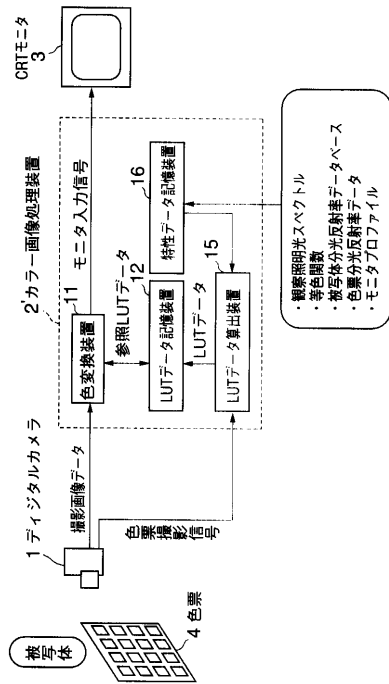 被写体
4 色票
1 ディジタルカメラ
撮影画像データ
色票撮影信号
2'カラー画像処理装置
11
色変換装置
モニタ入力信号
参照LUTデータ
12
LUTデータ記憶装置
16
特性データ記憶装置
LUTデータ
15
LUTデータ算出装置
CRTモニタ
3
・観察照明光スペクトル
・等色関数
・被写体分光反射率データベース
・色票分光反射率データ
・モニタプロファイル